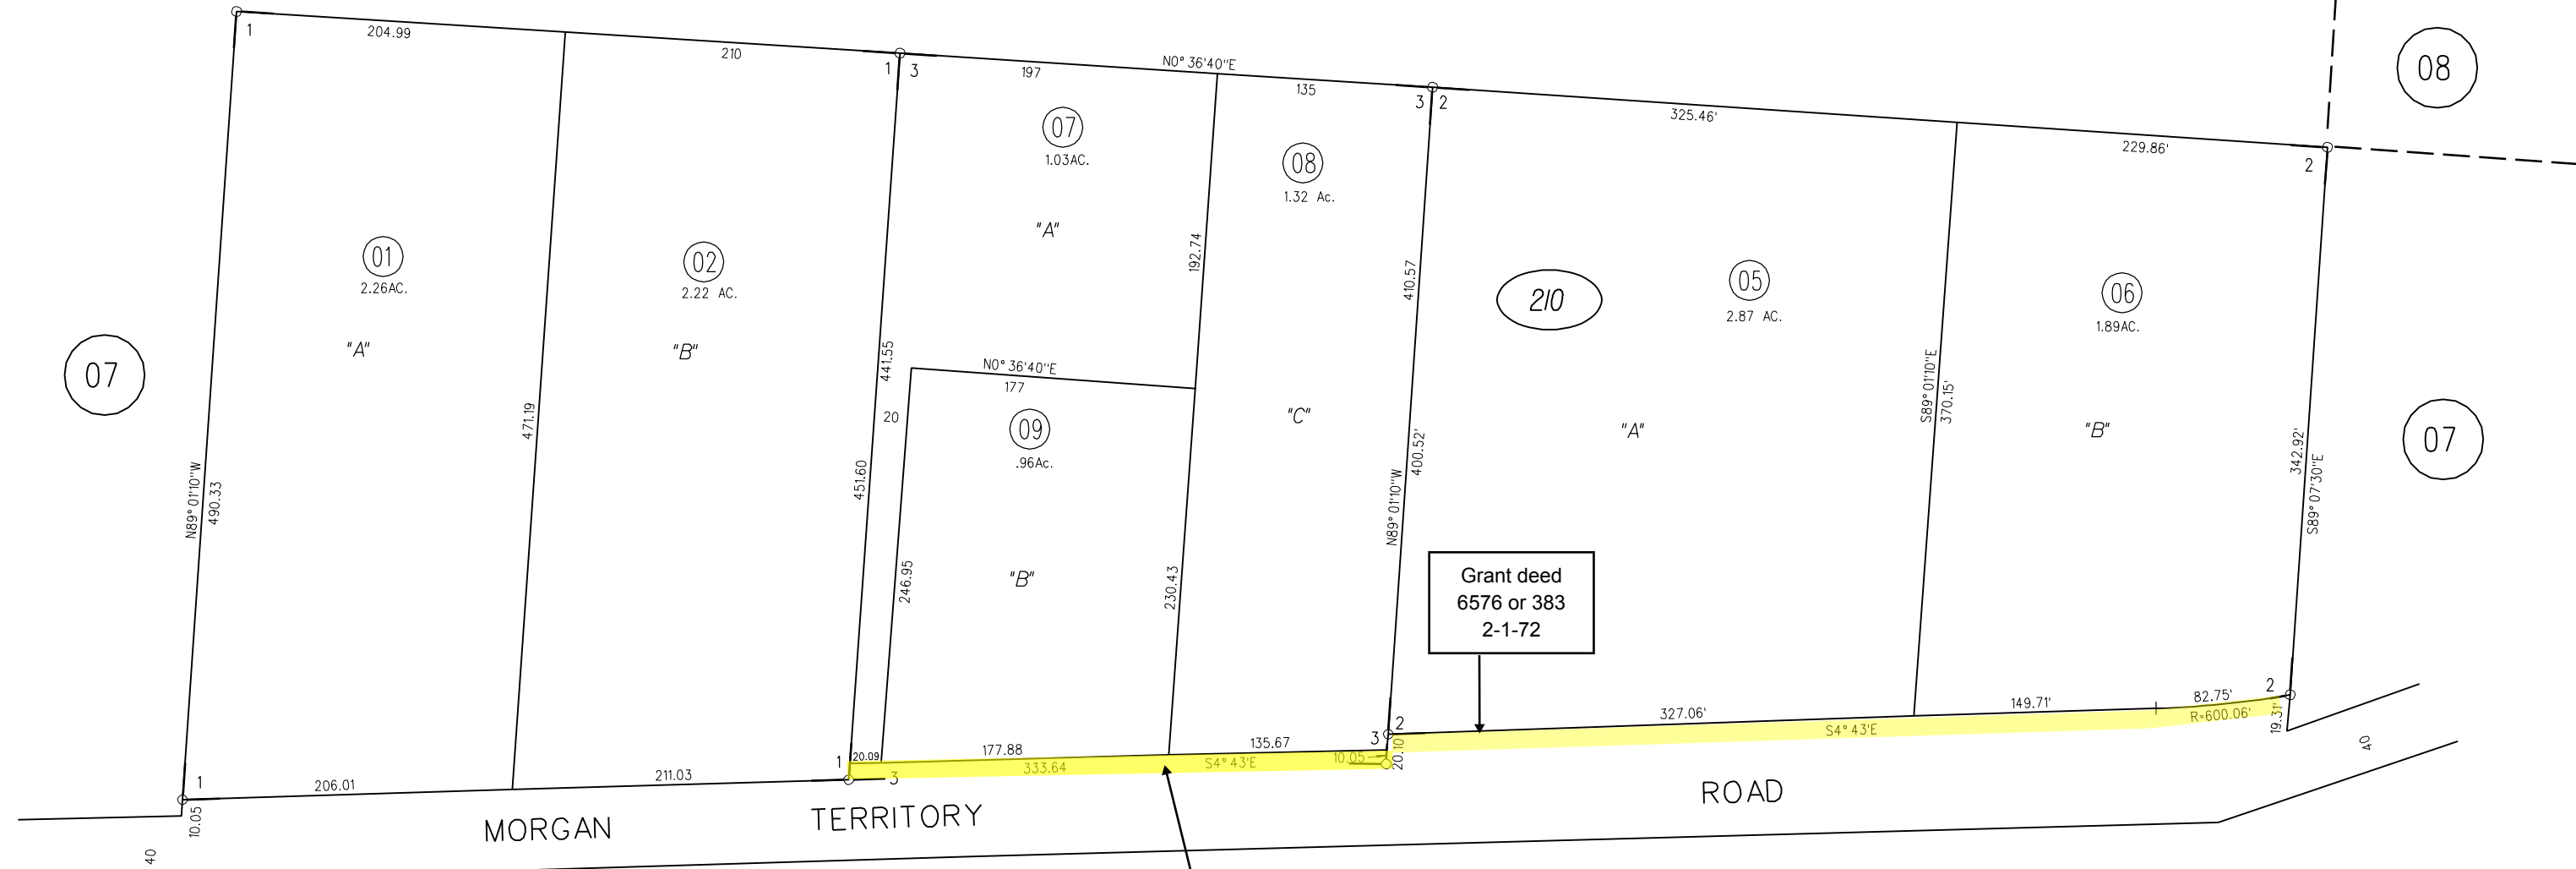 1
204.99
210
1
3
197
N0° 36'40"E
135
3
2
325.46'
229.86'
2
08
07
1.03AC.
"A"
08
1.32 Ac.
192.74
01
2.26AC.
"A"
02
2.22 AC.
"B"
441.55
20
471.19
451.60
N0° 36'40"E
177
09
.96Ac.
"B"
246.95
230.43
"C"
410.57
400.52'
N89° 01'10"W
210
05
2.87 AC.
"A"
S89° 01'10"E
370.15'
06
1.89AC.
"B"
342.92'
S89° 07'30"E
07
07
N89° 01'10"W
490.33
Grant deed
6576 or 383
2-1-72
1
206.01
211.03
1
20.09
177.88
135.67
3
2
327.06'
149.71'
82.75'
2
3
333.64
S4° 43'E
10.05
20.10'
S4° 43'E
R=600.06'
19.31'
10.05
40
40
MORGAN TERRITORY ROAD